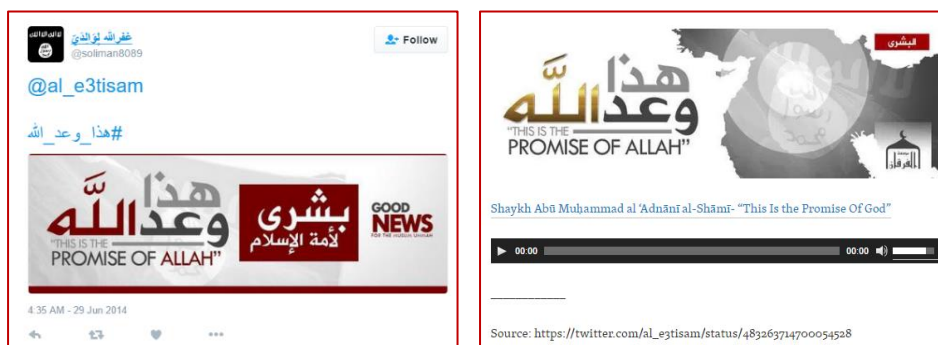 غفرالله لوالدي
@soliman8089
Follow
@al_e3tisam
#هذا_وعد_الله
هذا
وعد الله
"THIS IS THE
PROMISE OF ALLAH"
بشرى
لأمة الإسلام
GOOD
NEWS
FOR THE MUSLIM UMMAH
4:35 AM - 29 Jun 2014
البشرى
هذا
وعد الله
"THIS IS THE
PROMISE OF ALLAH"
الفرقان
Shaykh Abū Muḥammad al 'Adnānī al-Shāmī- “This Is the Promise Of God”
00:00 00:00
Source: https://twitter.com/al_e3tisam/status/483263714700054528